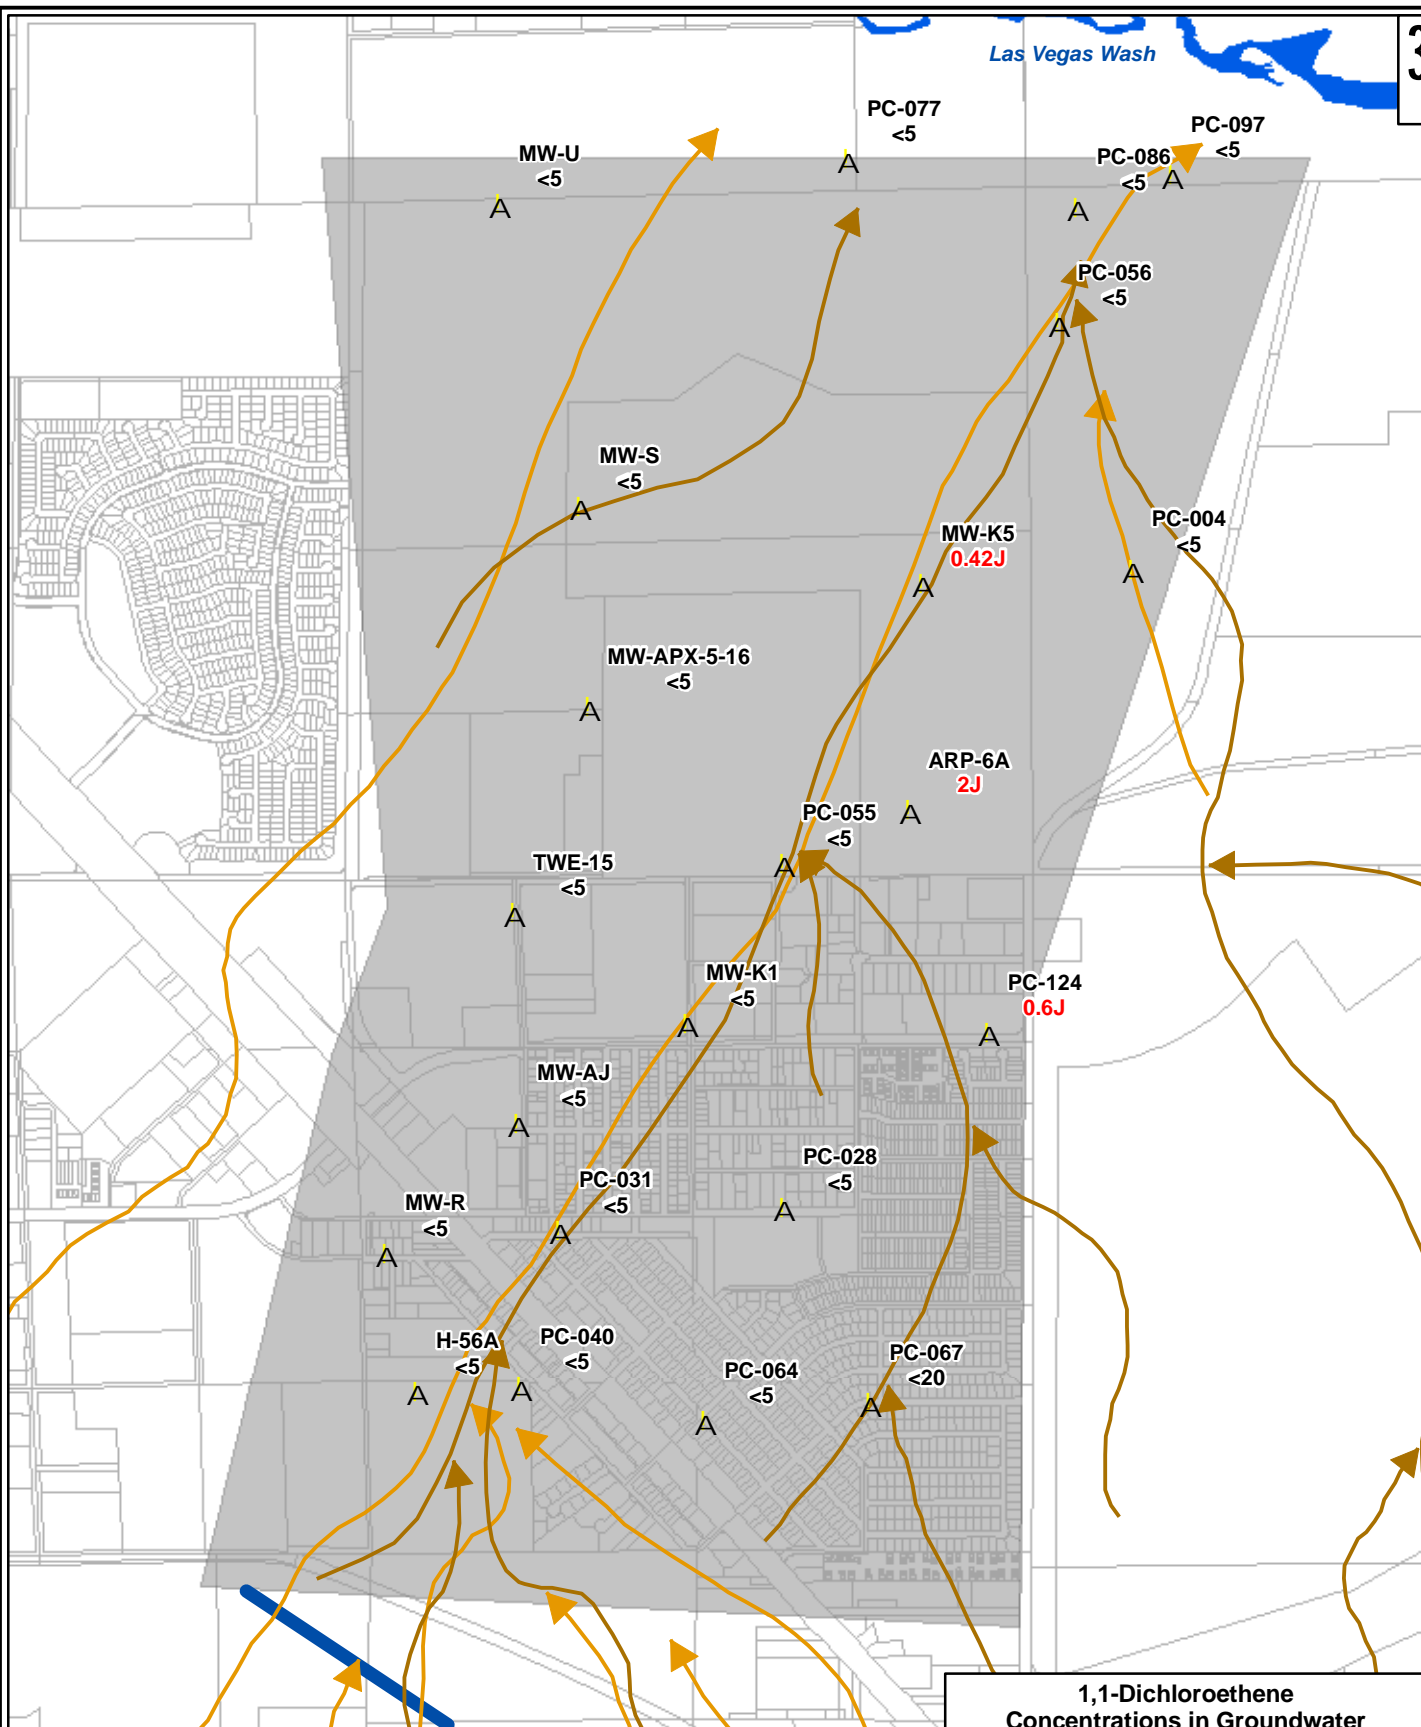 3
Las Vegas Wash
PC-077
<5
PC-097
<5
MW-U
<5
PC-086
<5
PC-056
<5
MW-S
<5
PC-004
<5
MW-K5
0.42J
MW-APX-5-16
<5
ARP-6A
2J
PC-055
<5
TWE-15
<5
MW-K1
<5
PC-124
0.6J
MW-AJ
<5
PC-028
<5
PC-031
<5
MW-R
<5
H-56A
<5
PC-040
<5
PC-064
<5
PC-067
<20
1,1-Dichloroethene
Concentrations in Groundwater